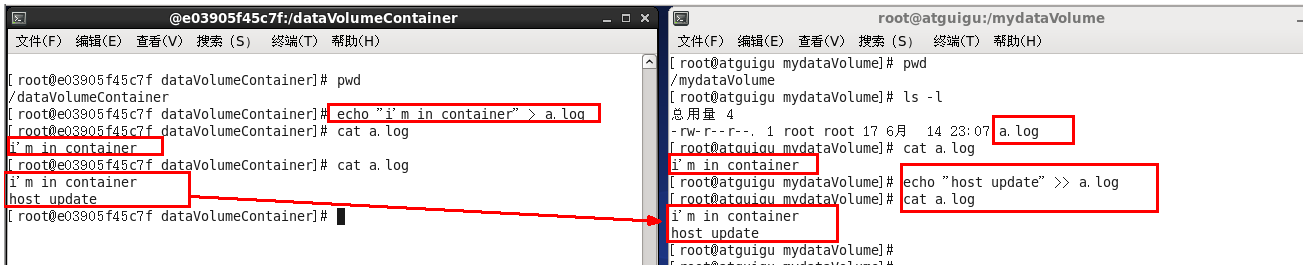 @e03905f45c7f:/dataVolumeContainer
文件(F) 编辑(E) 查看(V) 搜索 (S) 终端(T) 帮助(H)
[root@e03905f45c7f dataVolumeContainer]# pwd
/dataVolumeContainer
[root@e03905f45c7f dataVolumeContainer]# echo "i'm in container" > a.log
[root@e03905f45c7f dataVolumeContainer]# cat a.log
i'm in container
[root@e03905f45c7f dataVolumeContainer]# cat a.log
i'm in container
host update
[root@e03905f45c7f dataVolumeContainer]#
root@atguigu:/mydataVolume
文件(F) 编辑(E) 查看(V) 搜索 (S) 终端(T) 帮助(H)
[root@atguigu mydataVolume]# pwd
/mydataVolume
[root@atguigu mydataVolume]# ls -l
总用量 4
-rw-r--r--. 1 root root 17 6月 14 23:07 a.log
[root@atguigu mydataVolume]# cat a.log
i'm in container
[root@atguigu mydataVolume]# echo "host update" >> a.log
[root@atguigu mydataVolume]# cat a.log
i'm in container
host update
[root@atguigu mydataVolume]#